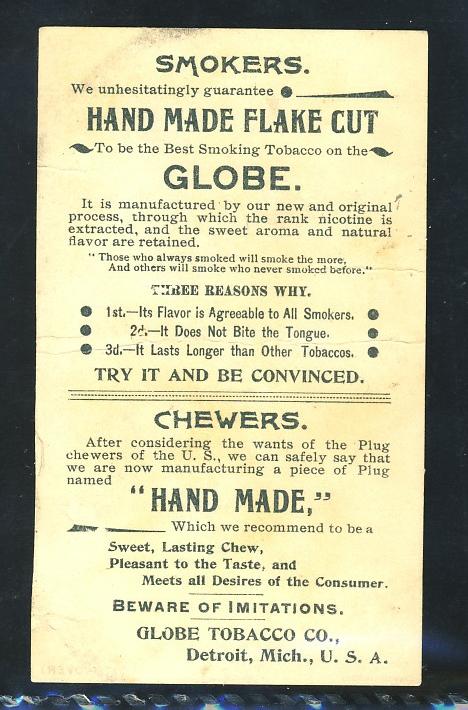 SMOKERS.
We unhesitatingly guarantee
HAND MADE FLAKE CUT
To be the Best Smoking Tobacco on the
GLOBE.
It is manufactured by our new and original
process, through which the rank nicotine is
extracted, and the sweet aroma and natural
flavor are retained.
"Those who always smoked will smoke the more,
And others will smoke who never smoked before."
THREE REASONS WHY.
1st.—Its Flavor is Agreeable to All Smokers.
2d.—It Does Not Bite the Tongue.
3d.—It Lasts Longer than Other Tobaccos.
TRY IT AND BE CONVINCED.
CHEWERS.
After considering the wants of the Plug
chewers of the U. S., we can safely say that
we are now manufacturing a piece of Plug
named
"HAND MADE,"
Which we recommend to be a
Sweet, Lasting Chew,
Pleasant to the Taste, and
Meets all Desires of the Consumer.
BEWARE OF IMITATIONS.
GLOBE TOBACCO CO.,
Detroit, Mich., U. S. A.